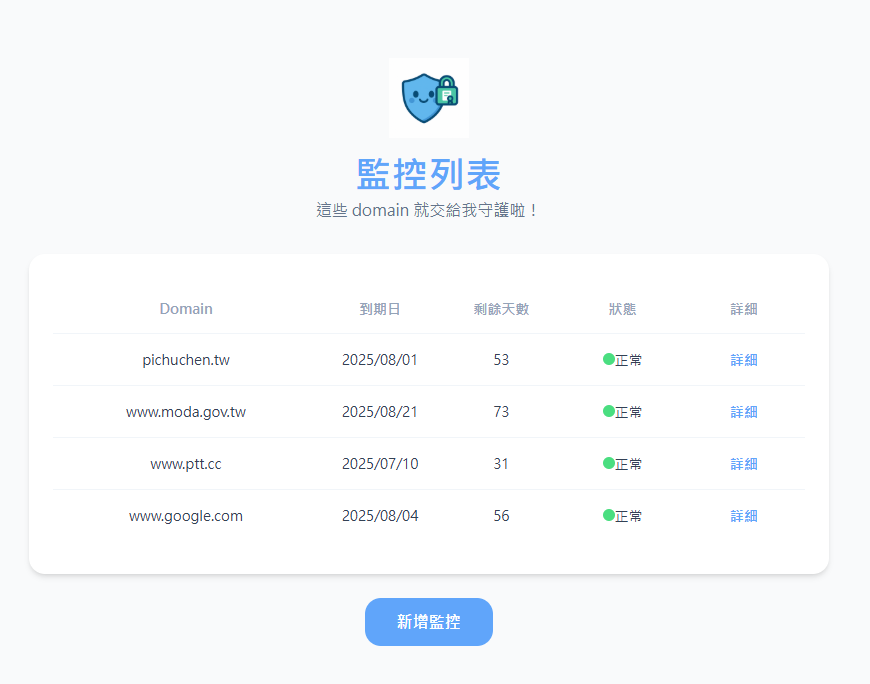 監控列表
這些 domain 就交給我守護啦！
Domain 到期日 剩餘天數 狀態 詳細
pichuchen.tw 2025/08/01 53 正常 詳細
www.moda.gov.tw 2025/08/21 73 正常 詳細
www.ptt.cc 2025/07/10 31 正常 詳細
www.google.com 2025/08/04 56 正常 詳細
新增監控